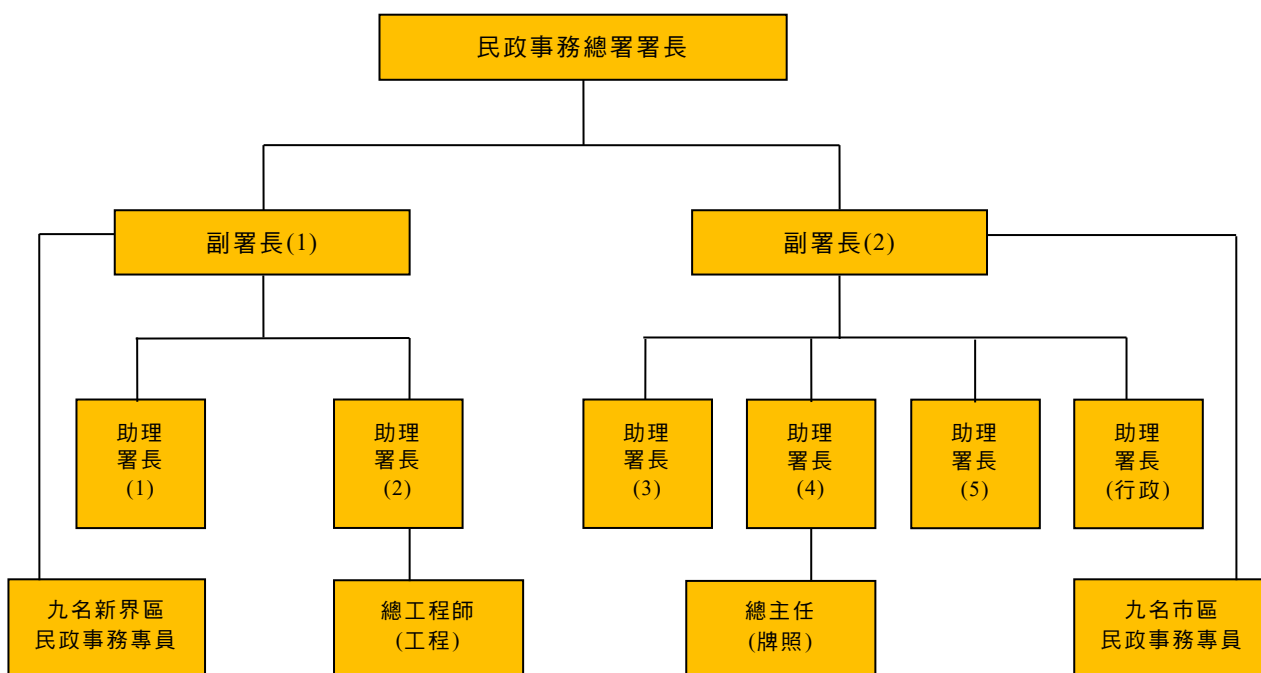 民政事務總署署長
副署長(1)
副署長(2)
助理
署長
(1)
助理
署長
(2)
助理
署長
(3)
助理
署長
(4)
助理
署長
(5)
助理
署長
(行政)
九名新界區
民政事務專員
總工程師
(工程)
總主任
(牌照)
九名市區
民政事務專員